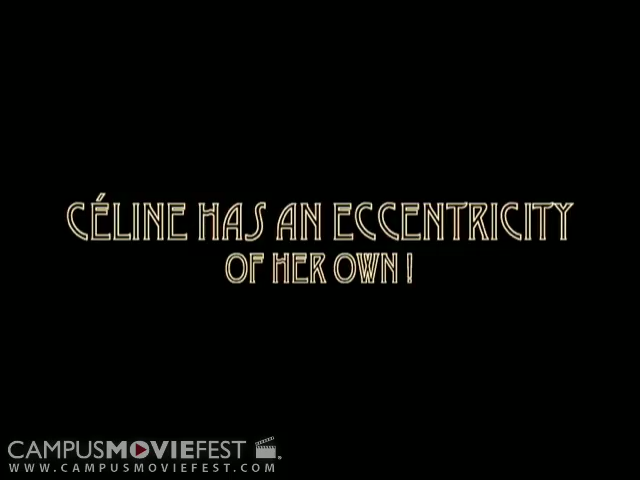 CÉLINE HAS AN ECCENTRICITY
OF HER OWN!
CAMPUSMOVIEFEST
WWW.CAMPUSMOVIEFEST.COM